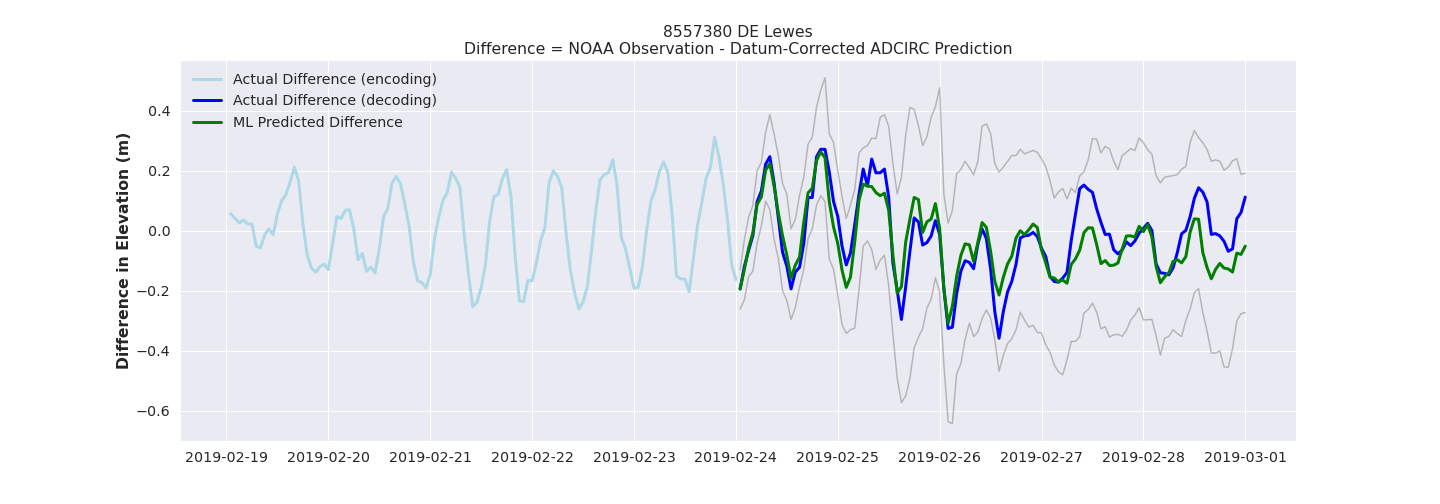 8557380 DE Lewes
Difference = NOAA Observation - Datum-Corrected ADCIRC Prediction
Actual Difference (encoding)
Actual Difference (decoding)
ML Predicted Difference
Difference in Elevation (m)
0.4
0.2
0.0
−0.2
−0.4
−0.6
2019-02-19
2019-02-20
2019-02-21
2019-02-22
2019-02-23
2019-02-24
2019-02-25
2019-02-26
2019-02-27
2019-02-28
2019-03-01